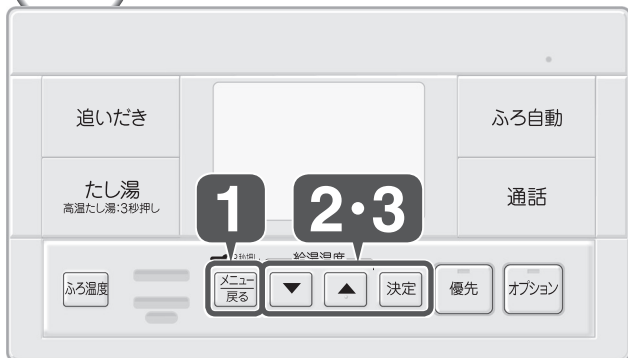 追いだき
ふろ自動
たし湯
高温たし湯:3秒押し
通話
1
2・3
給湯温度
ふろ温度
メニュー
戻る
▼
▲
決定
優先
オプション